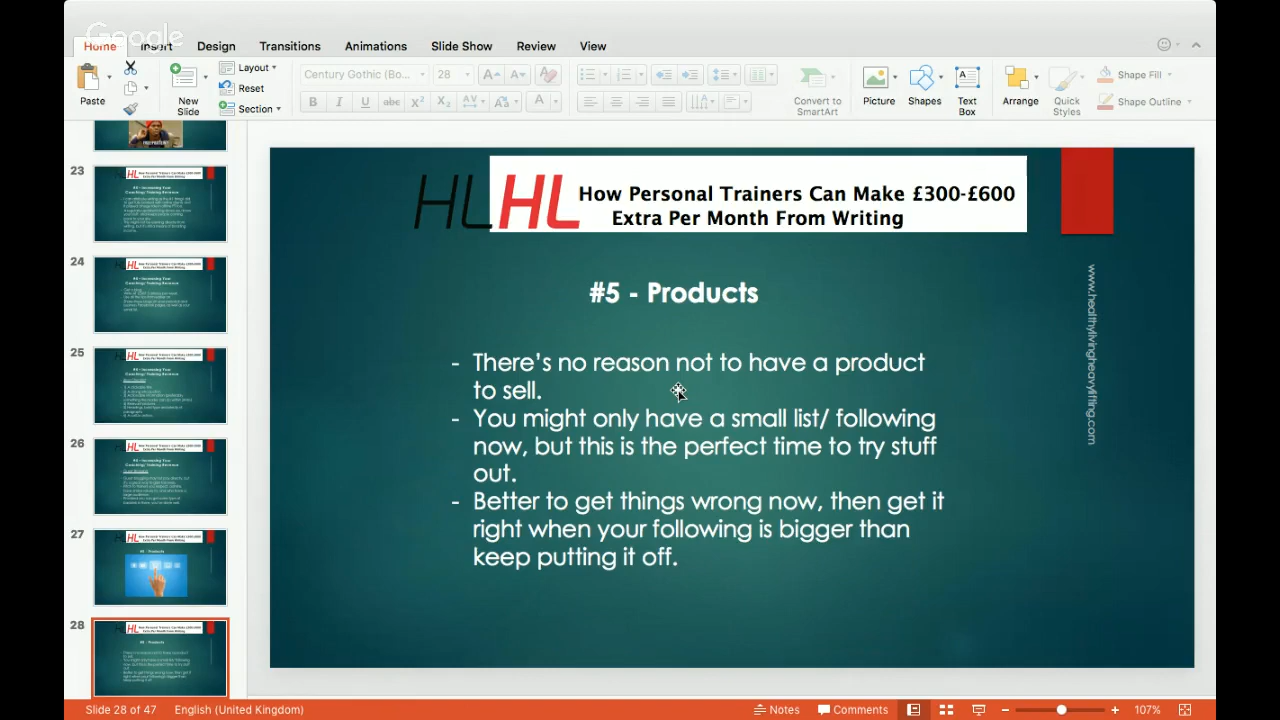 Google
Home Insert Design Transitions Animations Slide Show Review View
Paste
New
Slide
Layout
Reset
Section
Century Gothic (Bo... 28
Convert to
SmartArt
Picture
Shapes
Text
Box
Arrange
Quick
Styles
Shape Fill
Shape Outline
23
24
25
26
27
28
HL HL How Personal Trainers Can Make £300-£600
Extra Per Month From Writing
#5 - Products
- There's no reason not to have a product
to sell.
- You might only have a small list/ following
now, but this is the perfect time to try stuff
out.
- Better to get things wrong now, then get it
right when your following is bigger than
keep putting it off.
www.healthylivingheavylifting.com
Slide 28 of 47 English (United Kingdom)
Notes Comments 107%